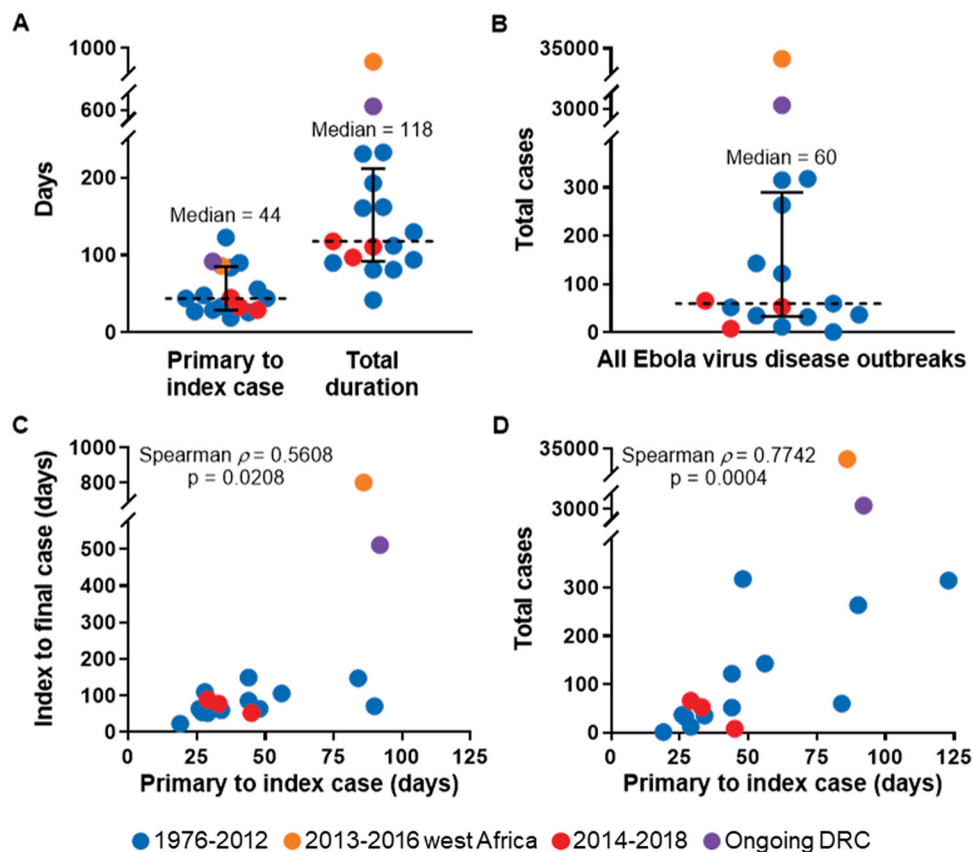 A
1000
600
200
100
0
Days
Median = 44
Median = 118
Primary to
index case
Total
duration
B
35000
3000
300
200
100
0
Total cases
Median = 60
All Ebola virus disease outbreaks
C
1000
800
500
400
300
200
100
0
Index to final case (days)
Spearman ρ = 0.5608
p = 0.0208
0 25 50 75 100 125
Primary to index case (days)
D
35000
3000
300
200
100
0
Total cases
Spearman ρ = 0.7742
p = 0.0004
0 25 50 75 100 125
Primary to index case (days)
1976-2012 2013-2016 west Africa 2014-2018 Ongoing DRC